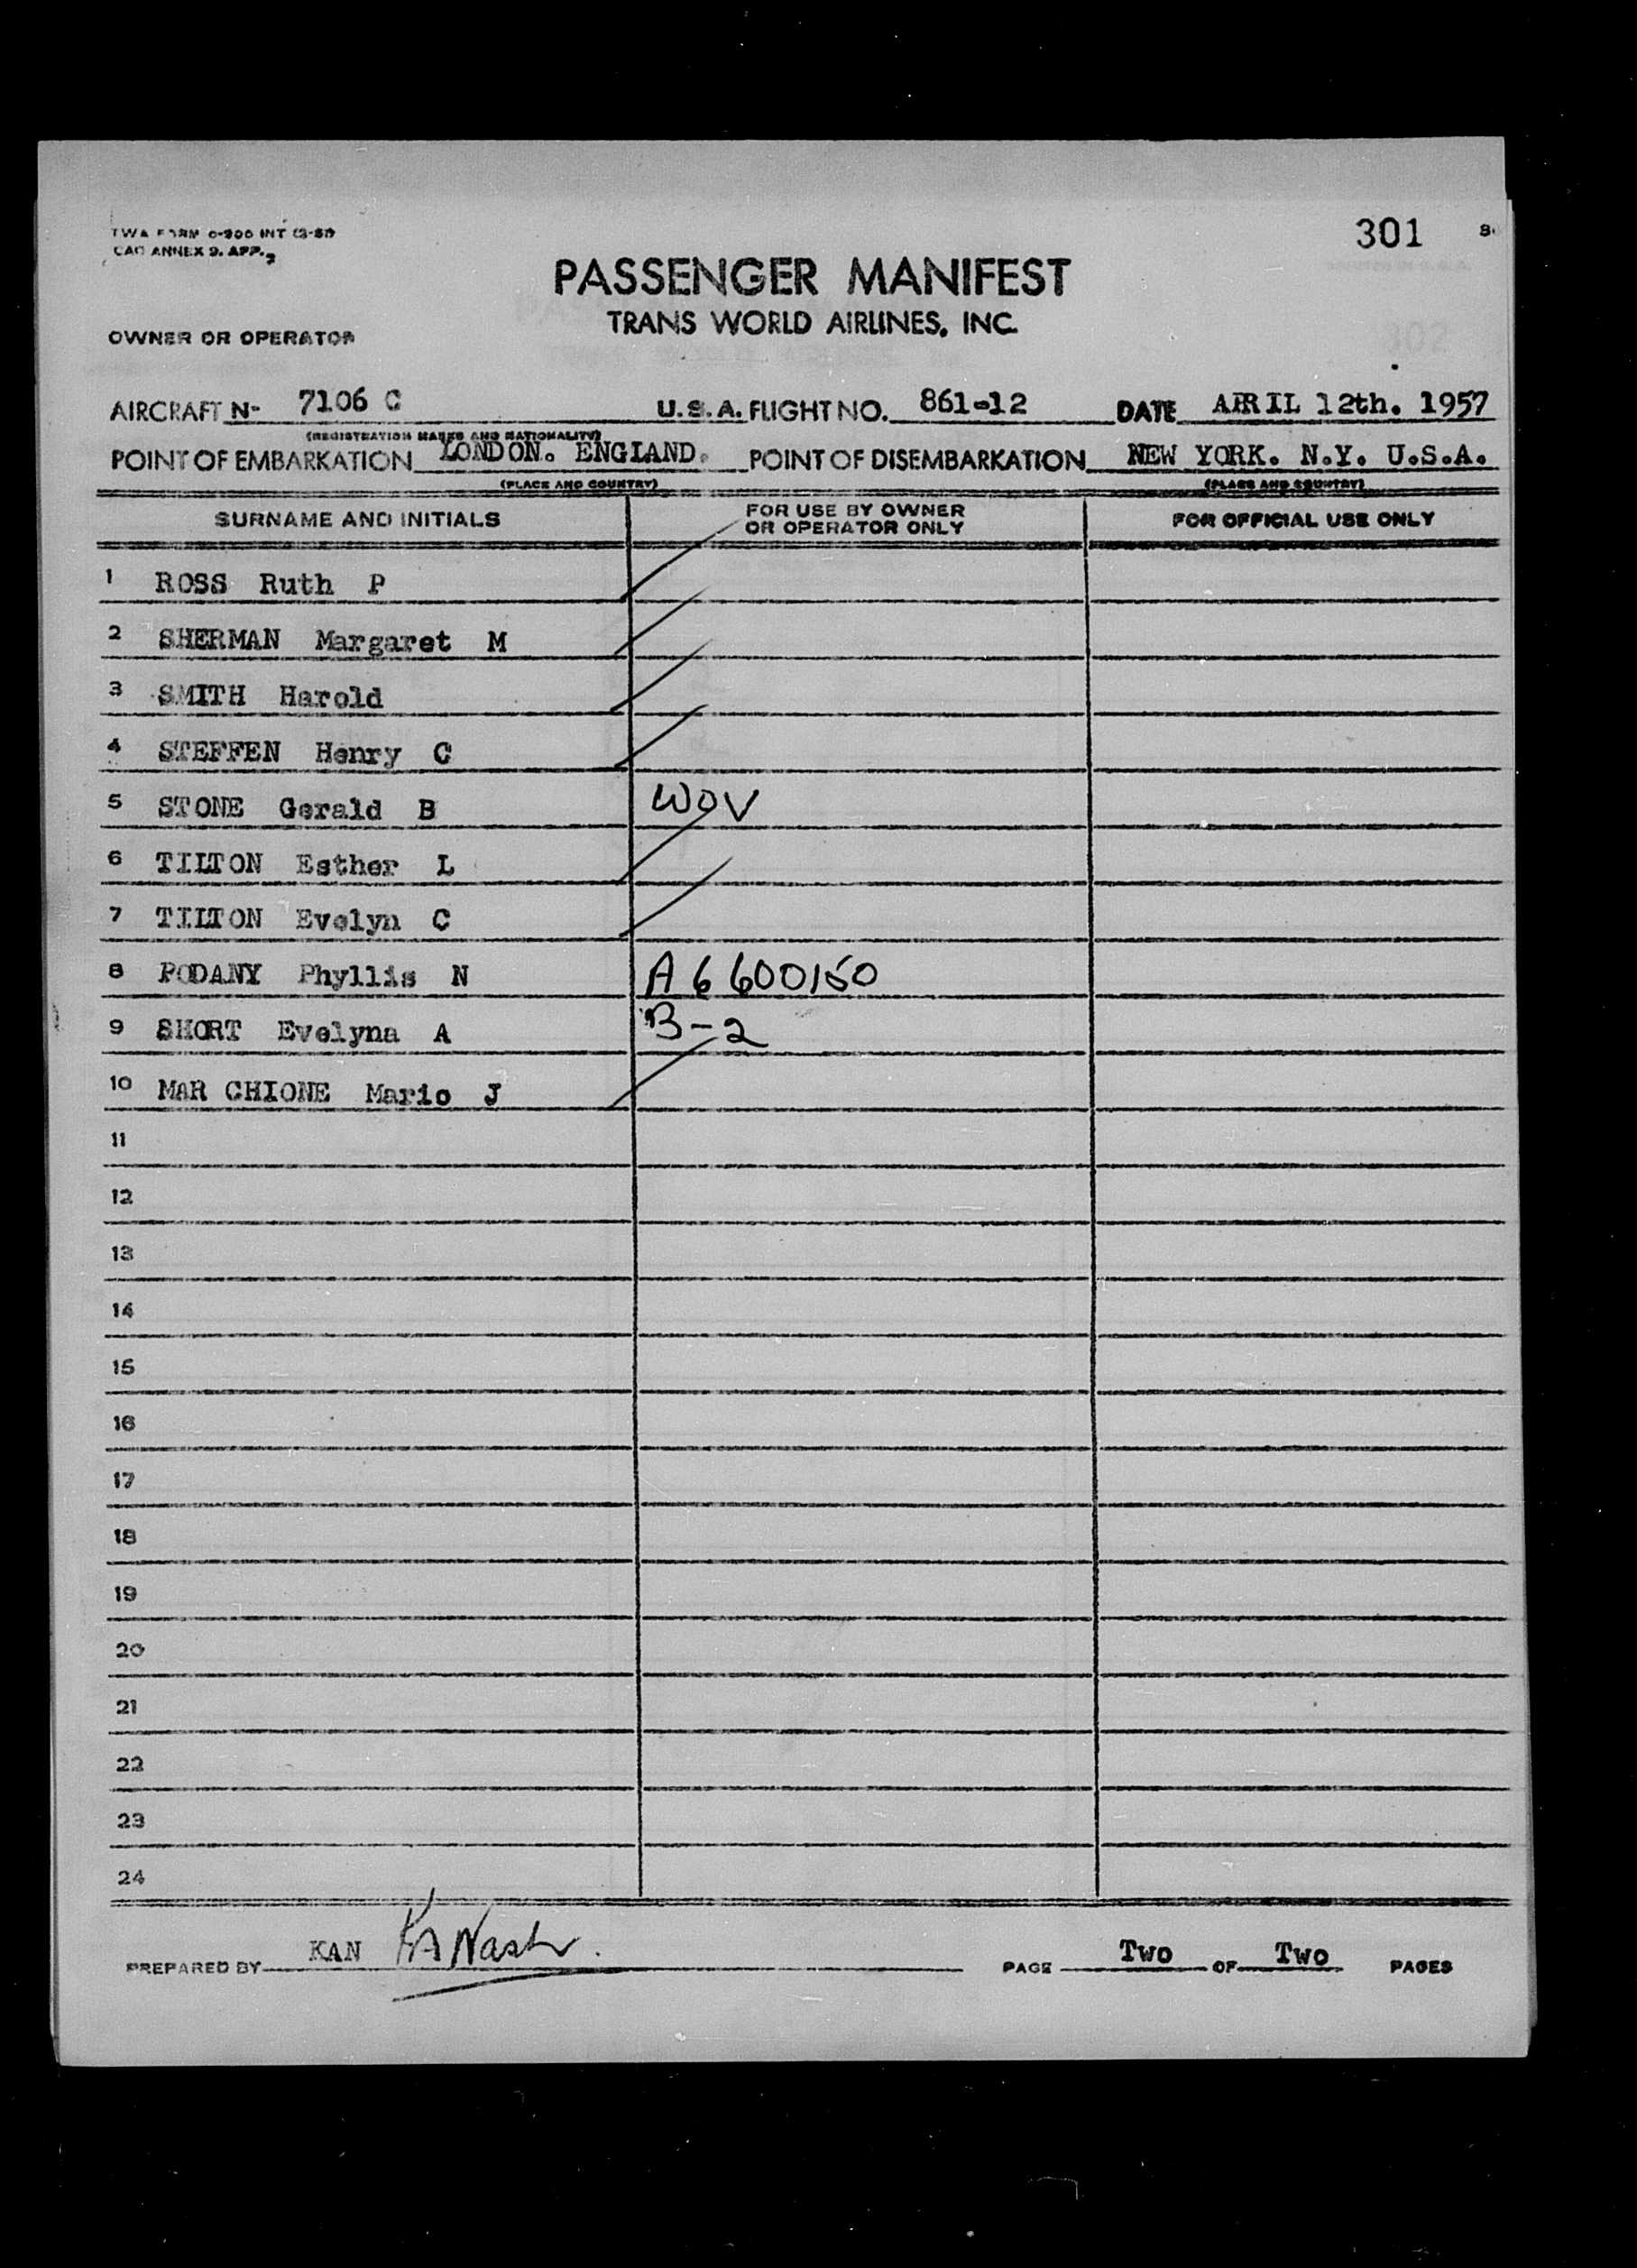 TWA FORM 0-900 INT (3-51)
301
CAO ANNEX 9. APP.
PASSENGER MANIFEST
TRANS WORLD AIRLINES, INC.
OWNER OR OPERATOR
AIRCRAFT N- 7106 C U.S.A. FLIGHT NO. 861-12 DATE APRIL 12th. 1957
(REGISTRATION MARKS AND NATIONALITY)
POINT OF EMBARKATION LONDON. ENGLAND. POINT OF DISEMBARKATION NEW YORK. N.Y. U.S.A.
(PLACE AND COUNTRY) (PLACE AND COUNTRY)
SURNAME AND INITIALS FOR USE BY OWNER OR OPERATOR ONLY FOR OFFICIAL USE ONLY
1 ROSS Ruth P
2 SHERMAN Margaret M
3 SMITH Harold
4 STEFFEN Henry C
5 STONE Gerald B WOV
6 TILTON Esther L
7 TILTON Evelyn C
8 PODANY Phyllis N A6 600150
9 SHORT Evelyna A B-2
10 MAR CHIONE Mario J
11
12
13
14
15
16
17
18
19
20
21
22
23
24
PREPARED BY KAN KA Nash. PAGE Two OF Two PAGES